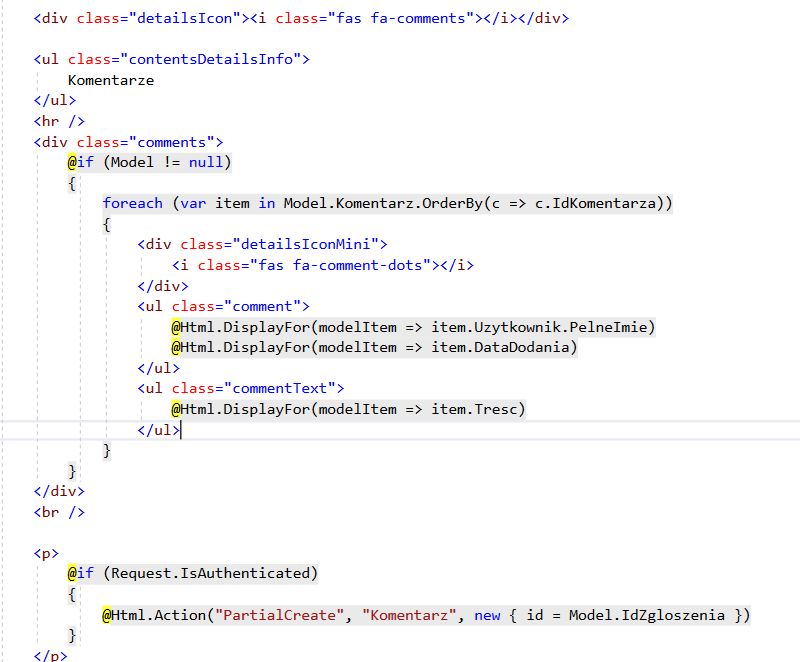 <div class="detailsIcon"><i class="fas fa-comments"></i></div>
<ul class="contentsDetailsInfo">
Komentarze
</ul>
<hr />
<div class="comments">
@if (Model != null)
{
foreach (var item in Model.Komentarz.OrderBy(c => c.IdKomentarza))
{
<div class="detailsIconMini">
<i class="fas fa-comment-dots"></i>
</div>
<ul class="comment">
@Html.DisplayFor(modelItem => item.Uzytkownik.PelneImie)
@Html.DisplayFor(modelItem => item.DataDodania)
</ul>
<ul class="commentText">
@Html.DisplayFor(modelItem => item.Tresc)
</ul>
}
}
</div>
<br />
<p>
@if (Request.IsAuthenticated)
{
@Html.Action("PartialCreate", "Komentarz", new { id = Model.IdZgloszenia })
}
</p>